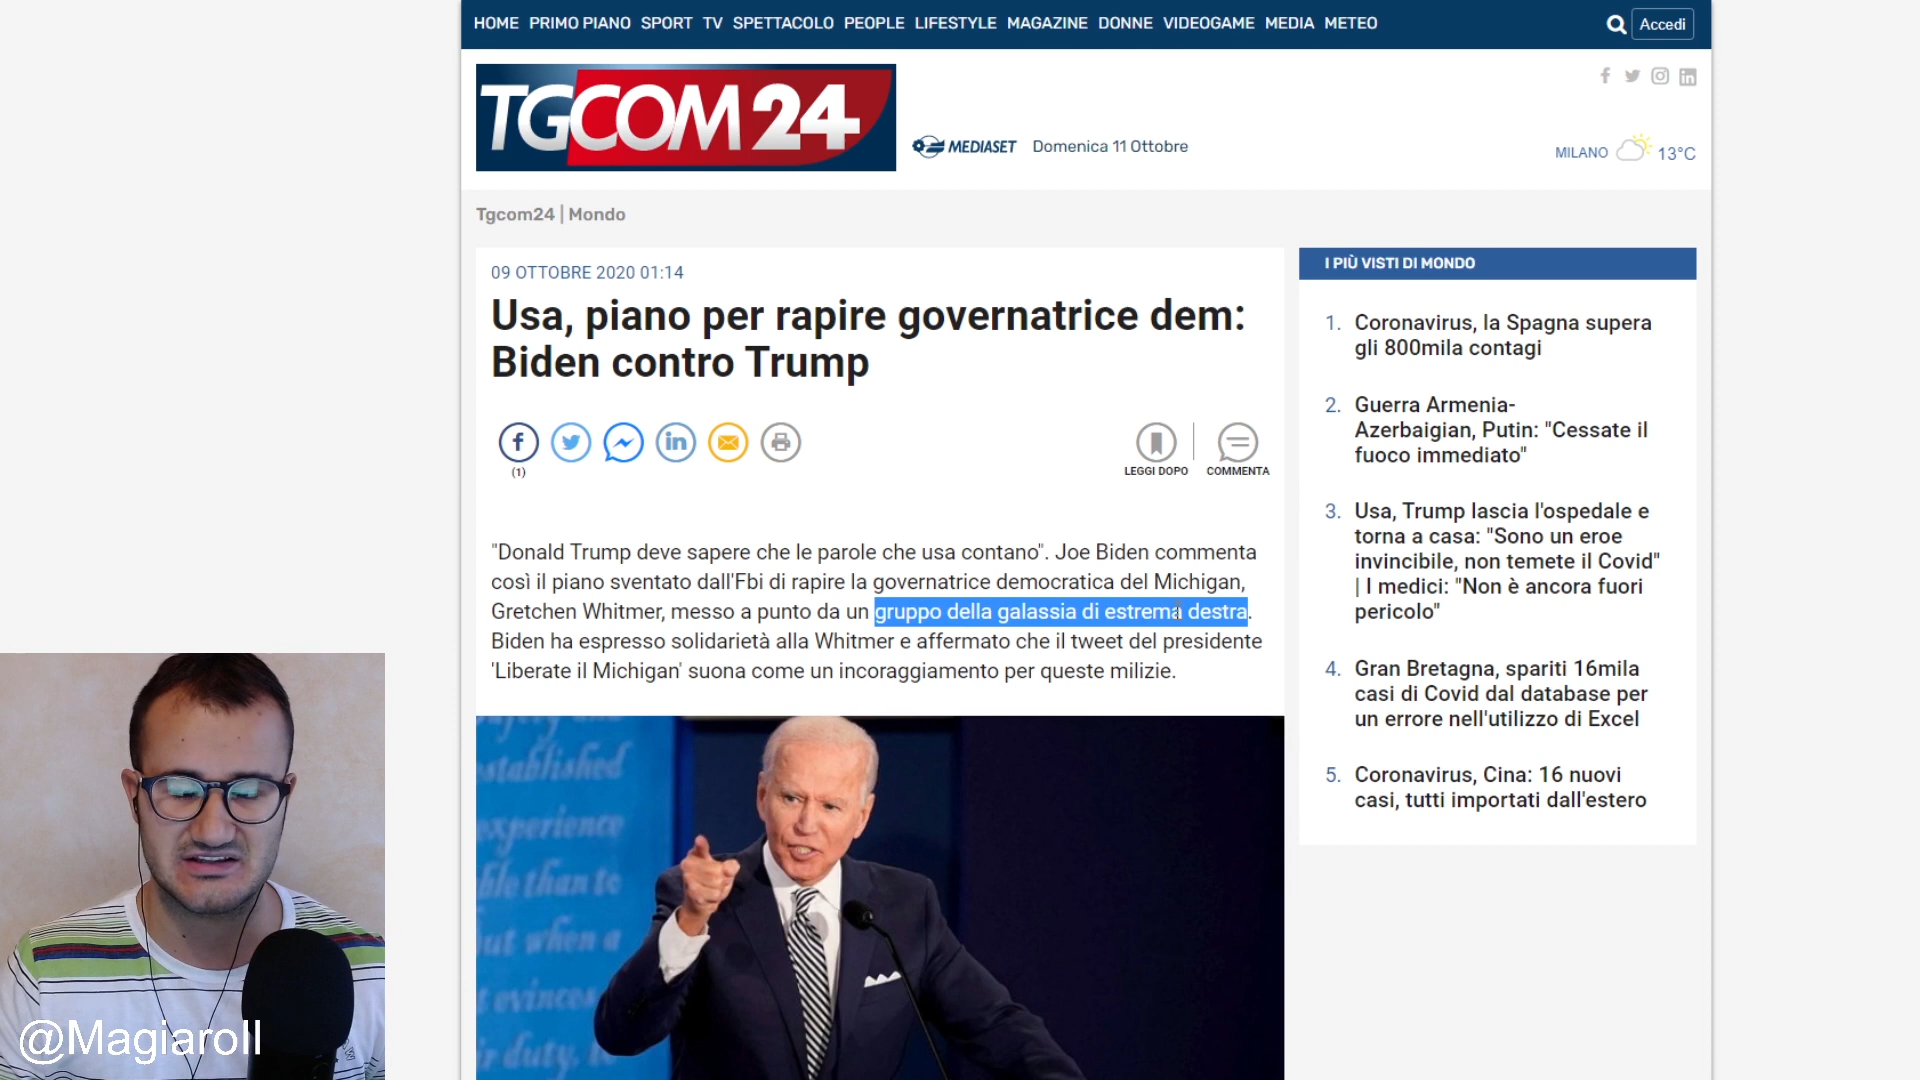 HOME PRIMO PIANO SPORT TV SPETTACOLO PEOPLE LIFESTYLE MAGAZINE DONNE VIDEOGAME MEDIA METEO
Accedi
TGCOM24
MEDIASET
Domenica 11 Ottobre
MILANO
13°C
Tgcom24 | Mondo
09 OTTOBRE 2020 01:14
Usa, piano per rapire governatrice dem:
Biden contro Trump
(1)
LEGGI DOPO
COMMENTA
"Donald Trump deve sapere che le parole che usa contano". Joe Biden commenta
così il piano sventato dall'Fbi di rapire la governatrice democratica del Michigan,
Gretchen Whitmer, messo a punto da un gruppo della galassia di estrema destra.
Biden ha espresso solidarietà alla Whitmer e affermato che il tweet del presidente
'Liberate il Michigan' suona come un incoraggiamento per queste milizie.
I PIÙ VISTI DI MONDO
1. Coronavirus, la Spagna supera
gli 800mila contagi
2. Guerra Armenia-
Azerbaigian, Putin: "Cessate il
fuoco immediato"
3. Usa, Trump lascia l'ospedale e
torna a casa: "Sono un eroe
invincibile, non temete il Covid"
| I medici: "Non è ancora fuori
pericolo"
4. Gran Bretagna, spariti 16mila
casi di Covid dal database per
un errore nell'utilizzo di Excel
5. Coronavirus, Cina: 16 nuovi
casi, tutti importati dall'estero
established
experience
than to
but when a
evinces
duty,
@Magiaroll